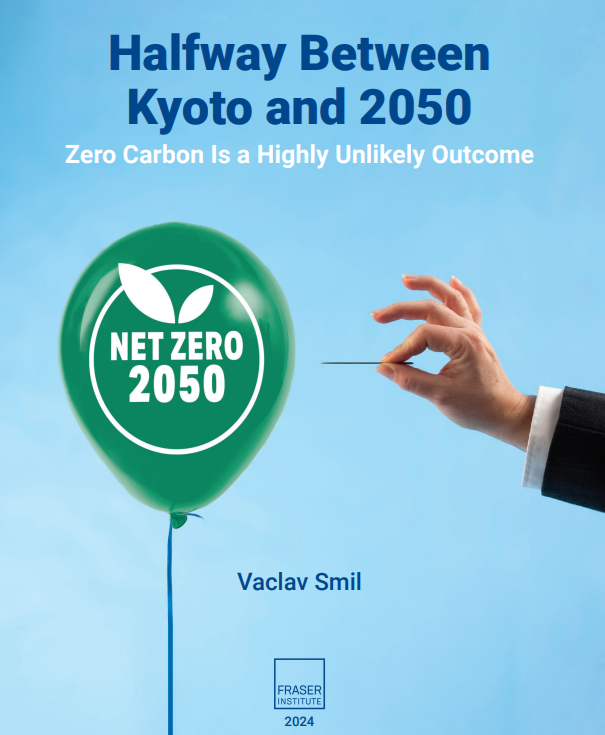 Halfway Between
Kyoto and 2050
Zero Carbon Is a Highly Unlikely Outcome
NET ZERO
2050
Vaclav Smil
FRASER
INSTITUTE
2024